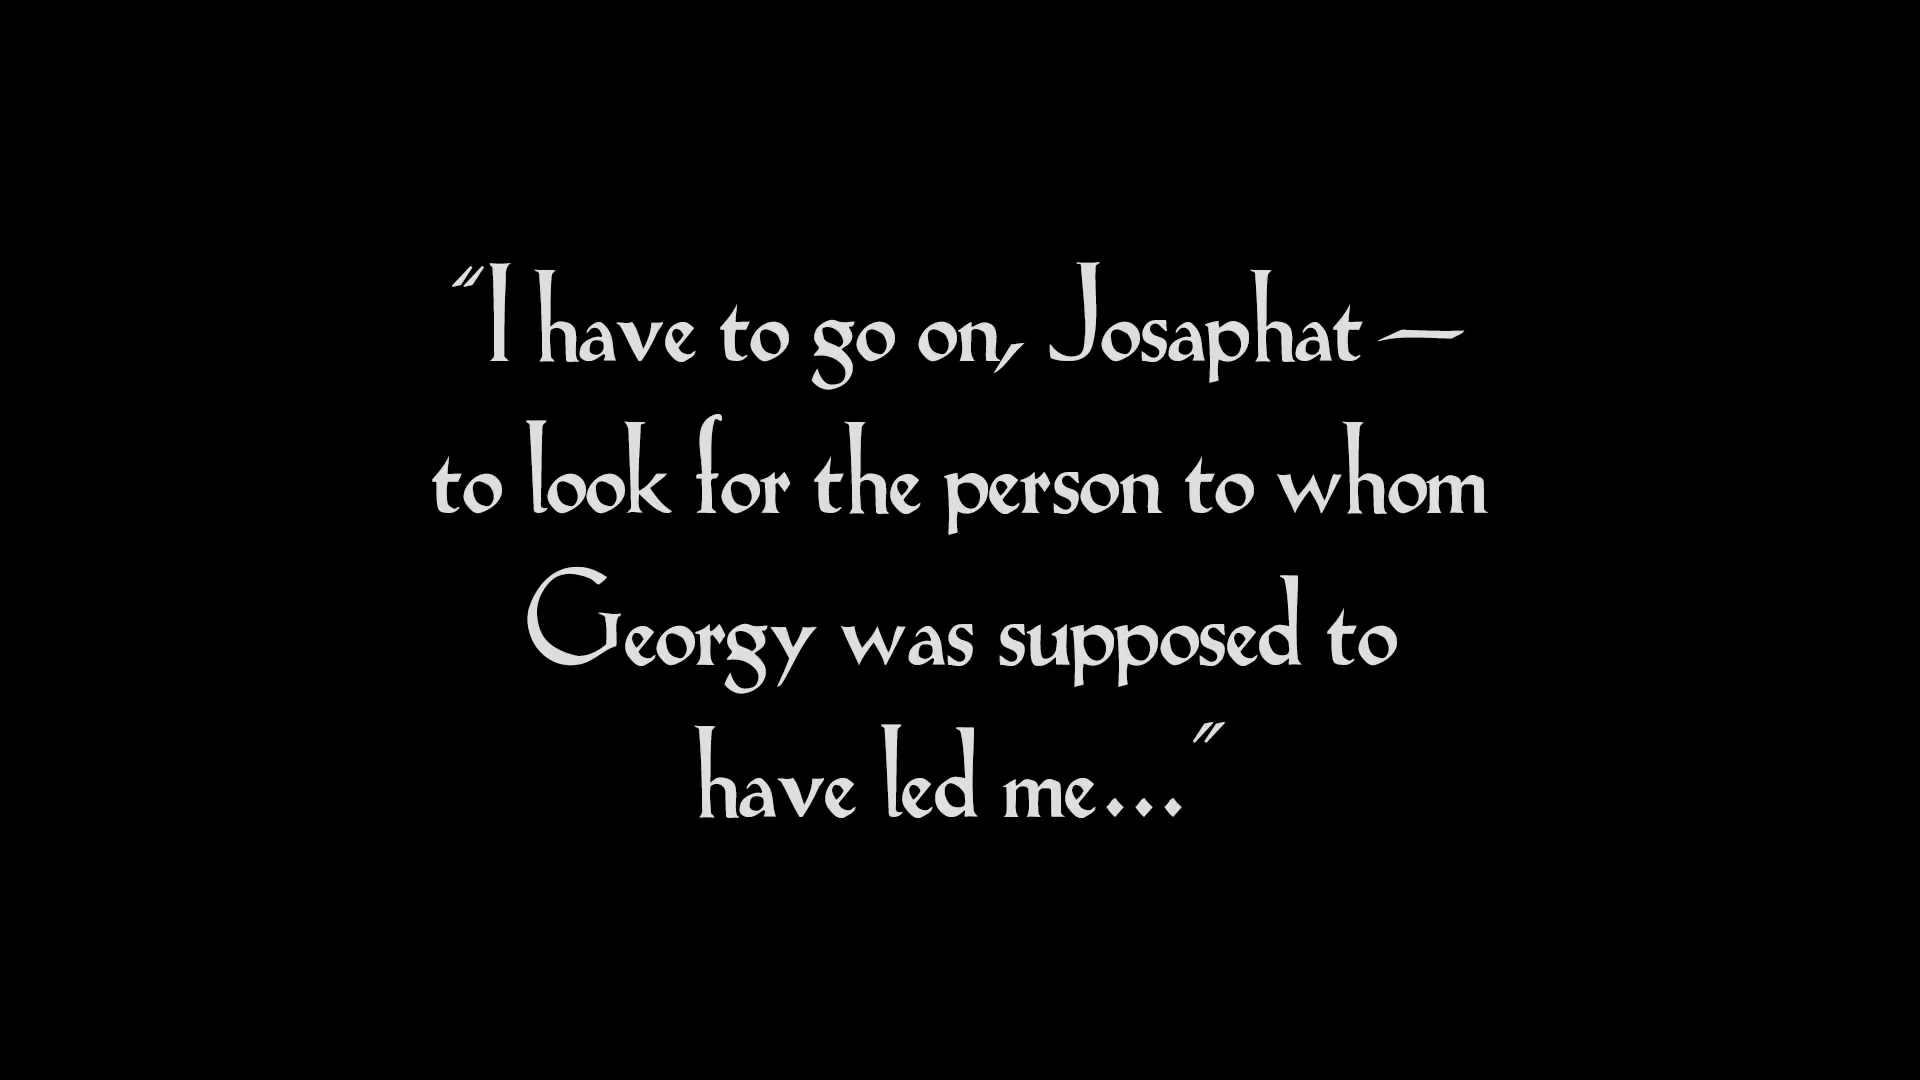 "I have to go on, Josaphat —
to look for the person to whom
Georgy was supposed to
have led me..."